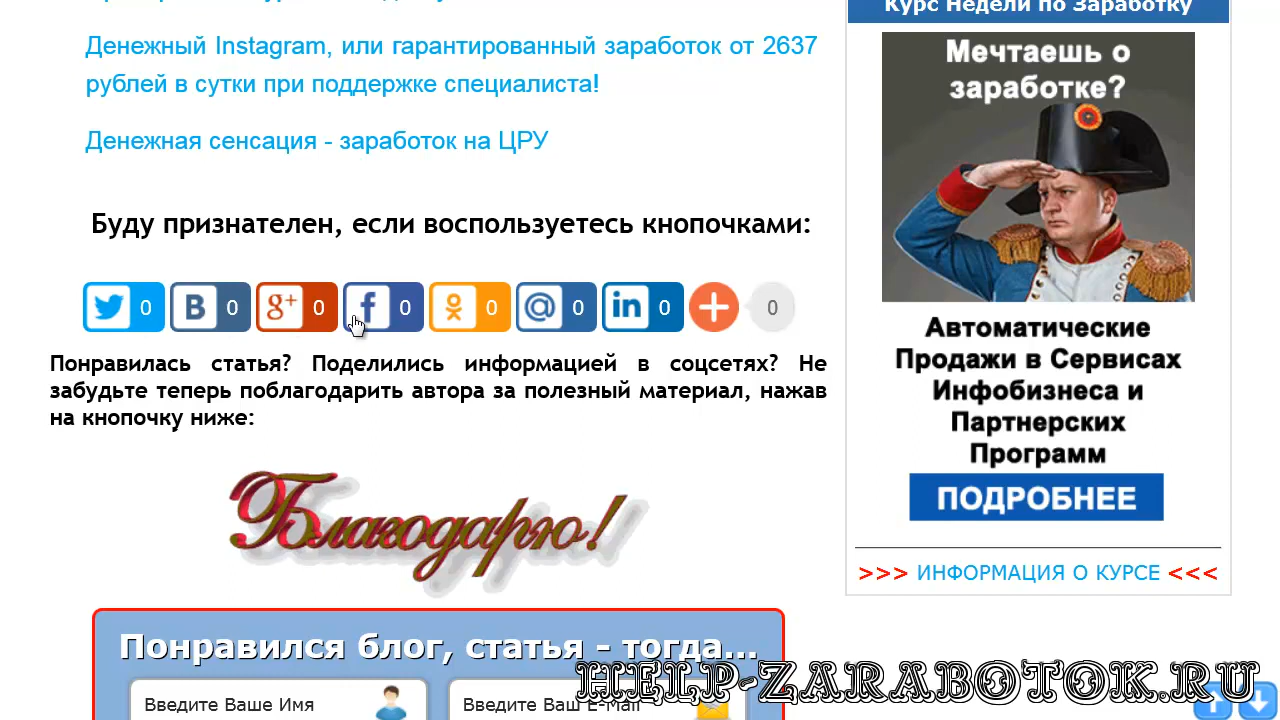 Денежный Instagram, или гарантированный заработок от 2637
рублей в сутки при поддержке специалиста!
Денежная сенсация - заработок на ЦРУ
Буду признателен, если воспользуетесь кнопочками:
0 0 0 0 0 0 0 0
Понравилась статья? Поделились информацией в соцсетях? Не
забудьте теперь поблагодарить автора за полезный материал, нажав
на кнопочку ниже:
Благодарю!
Понравился блог, статья - тогда...
Введите Ваше Имя
Введите Ваш E-Mail
Курс Недели по Заработку
Мечтаешь о
заработке?
Автоматические
Продажи в Сервисах
Инфобизнеса и
Партнерских
Программ
ПОДРОБНЕЕ
>>> ИНФОРМАЦИЯ О КУРСЕ <<<
HELP-ZARABOTOK.RU